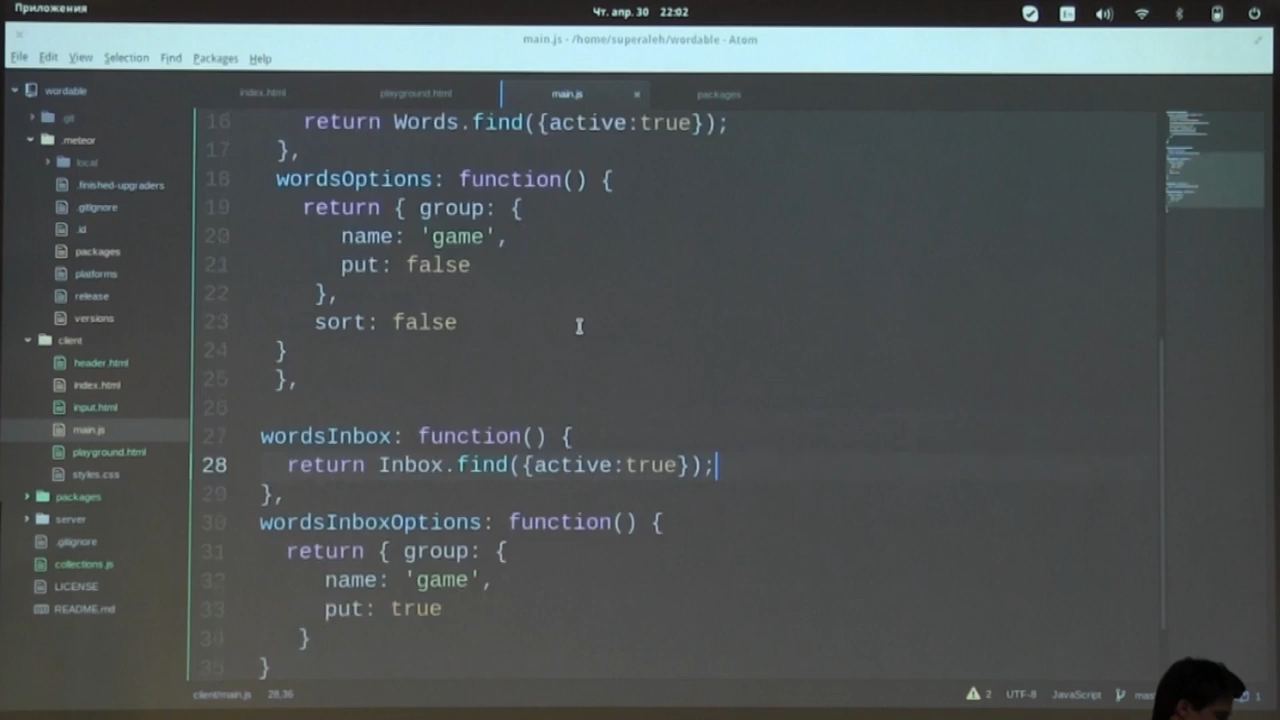 Приложения
Чт. апр. 30 22:02
En
main.js - /home/superaleh/wordable - Atom
File Edit View Selection Find Packages Help
wordable
.git
.meteor
local
.finished-upgraders
.gitignore
.id
packages
platforms
release
versions
client
header.html
index.html
input.html
main.js
playground.html
styles.css
packages
server
.gitignore
collections.js
LICENSE
README.md
index.html playground.html main.js × packages
16 return Words.find({active:true});
17 },
18 wordsOptions: function() {
19 return { group: {
20 name: 'game',
21 put: false
22 },
23 sort: false
24 }
25 },
26
27 wordsInbox: function() {
28 return Inbox.find({active:true});
29 },
30 wordsInboxOptions: function() {
31 return { group: {
32 name: 'game',
33 put: true
34 }
35 }
client/main.js 28,36
2 UTF-8 JavaScript mas
1